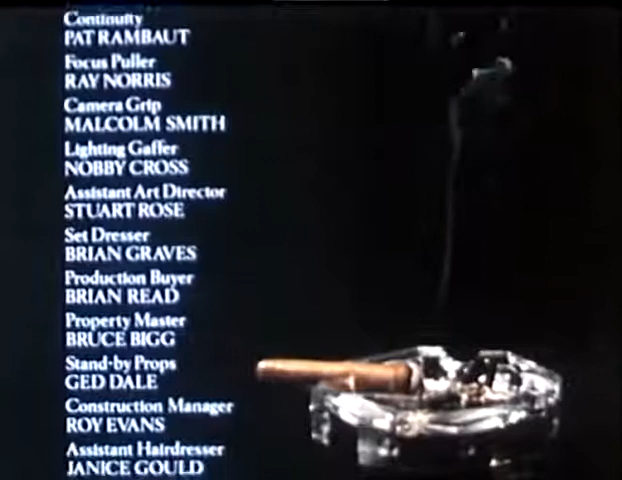 Continuity
PAT RAMBAUT
Focus Puller
RAY NORRIS
Camera Grip
MALCOLM SMITH
Lighting Gaffer
NOBBY CROSS
Assistant Art Director
STUART ROSE
Set Dresser
BRIAN GRAVES
Production Buyer
BRIAN READ
Property Master
BRUCE BIGG
Stand-by Props
GED DALE
Construction Manager
ROY EVANS
Assistant Hairdresser
JANICE GOULD